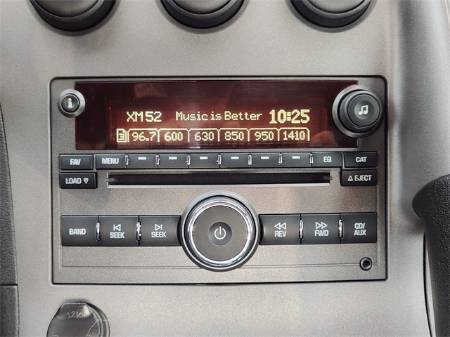 XM52 Music is Better 10:25
96.7 600 630 850 950 1410
FAV MENU EQ CAT
LOAD EJECT
BAND SEEK SEEK REV FWD CD/AUX